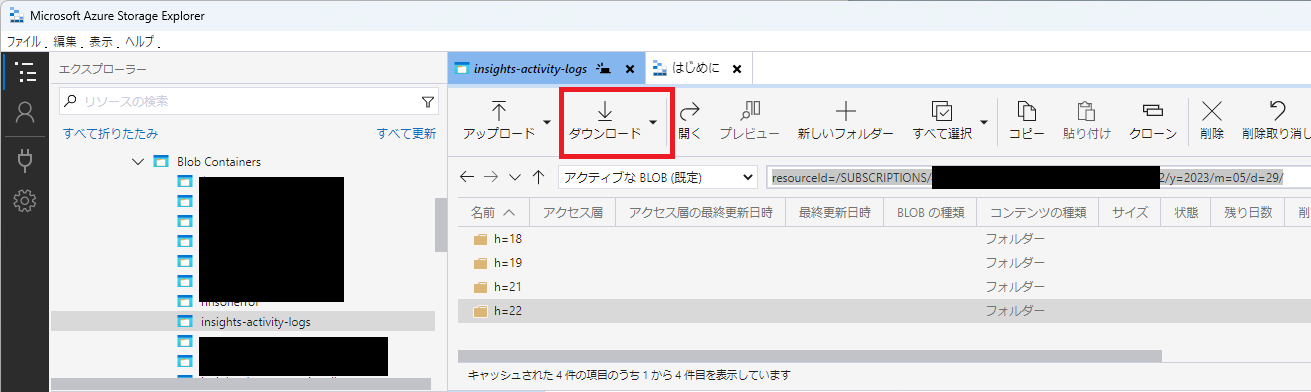 Microsoft Azure Storage Explorer
ファイル 編集 表示 ヘルプ
エクスプローラー
リソースの検索
すべて折りたたみ すべて更新
Blob Containers
insights-activity-logs
insights-activity-logs はじめに
アップロード ダウンロード 開く プレビュー 新しいフォルダー すべて選択 コピー 貼り付け クローン 削除 削除取り消し
アクティブな BLOB (既定) resourceId=/SUBSCRIPTIONS/ 2/y=2023/m=05/d=29/
名前 アクセス層 アクセス層の最終更新日時 最終更新日時 BLOB の種類 コンテンツの種類 サイズ 状態 残り日数 削
h=18 フォルダー
h=19 フォルダー
h=21 フォルダー
h=22 フォルダー
キャッシュされた 4 件の項目のうち 1 から 4 件目を表示しています